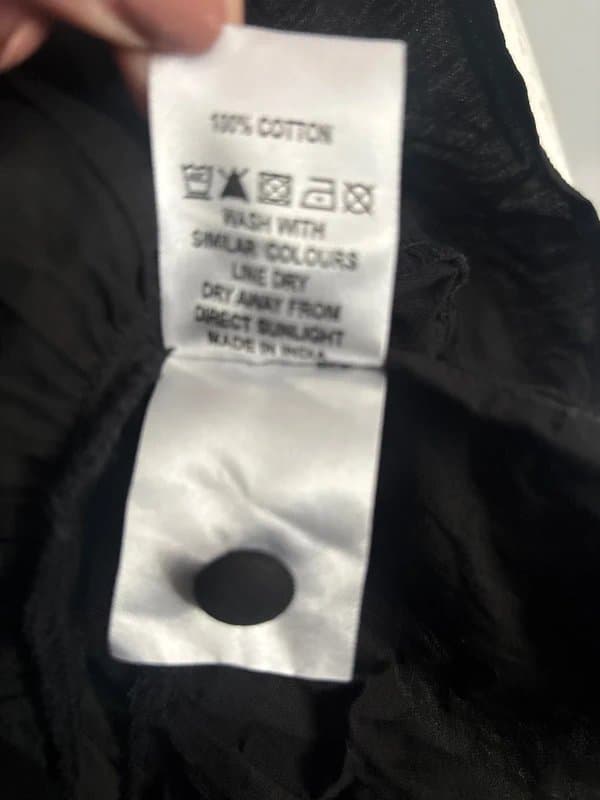 100% COTTON
WASH WITH
SIMILAR COLOURS
LINE DRY
DRY AWAY FROM
DIRECT SUNLIGHT
MADE IN INDIA